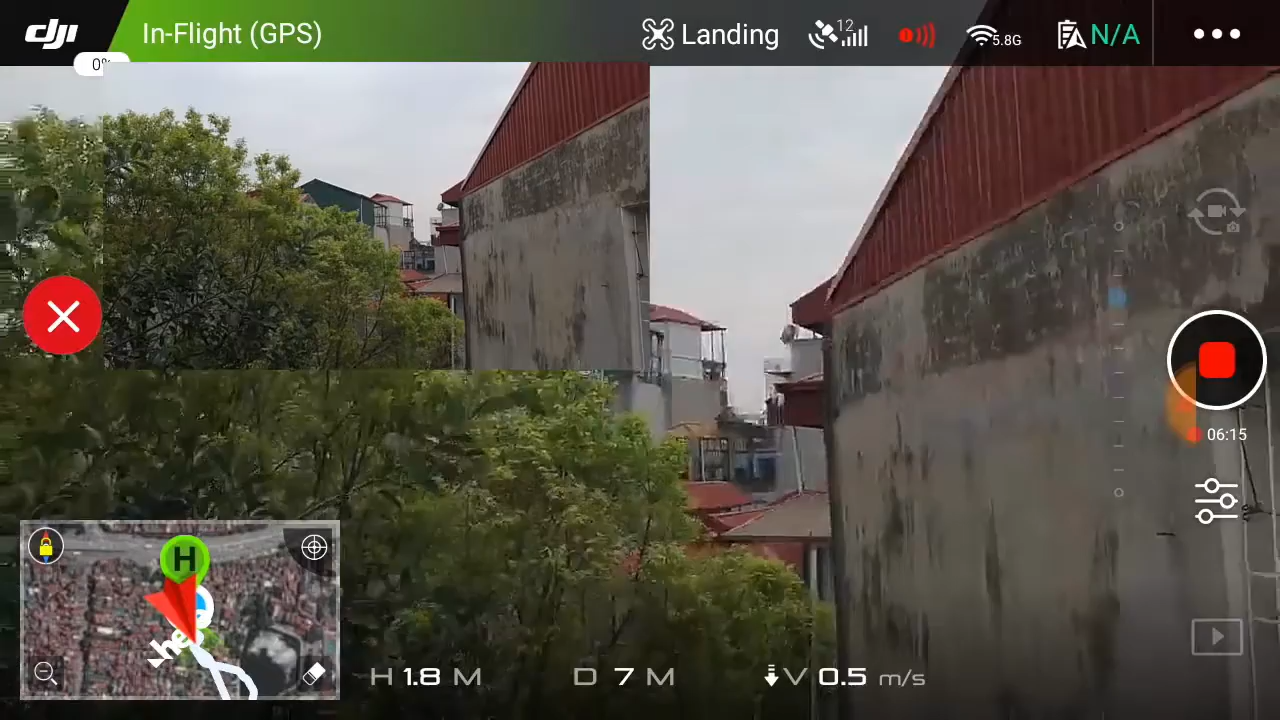 dji In-Flight (GPS) Landing 12 5.8G N/A
0%
06:15
H
H 1.8 M D 7 M V 0.5 m/s